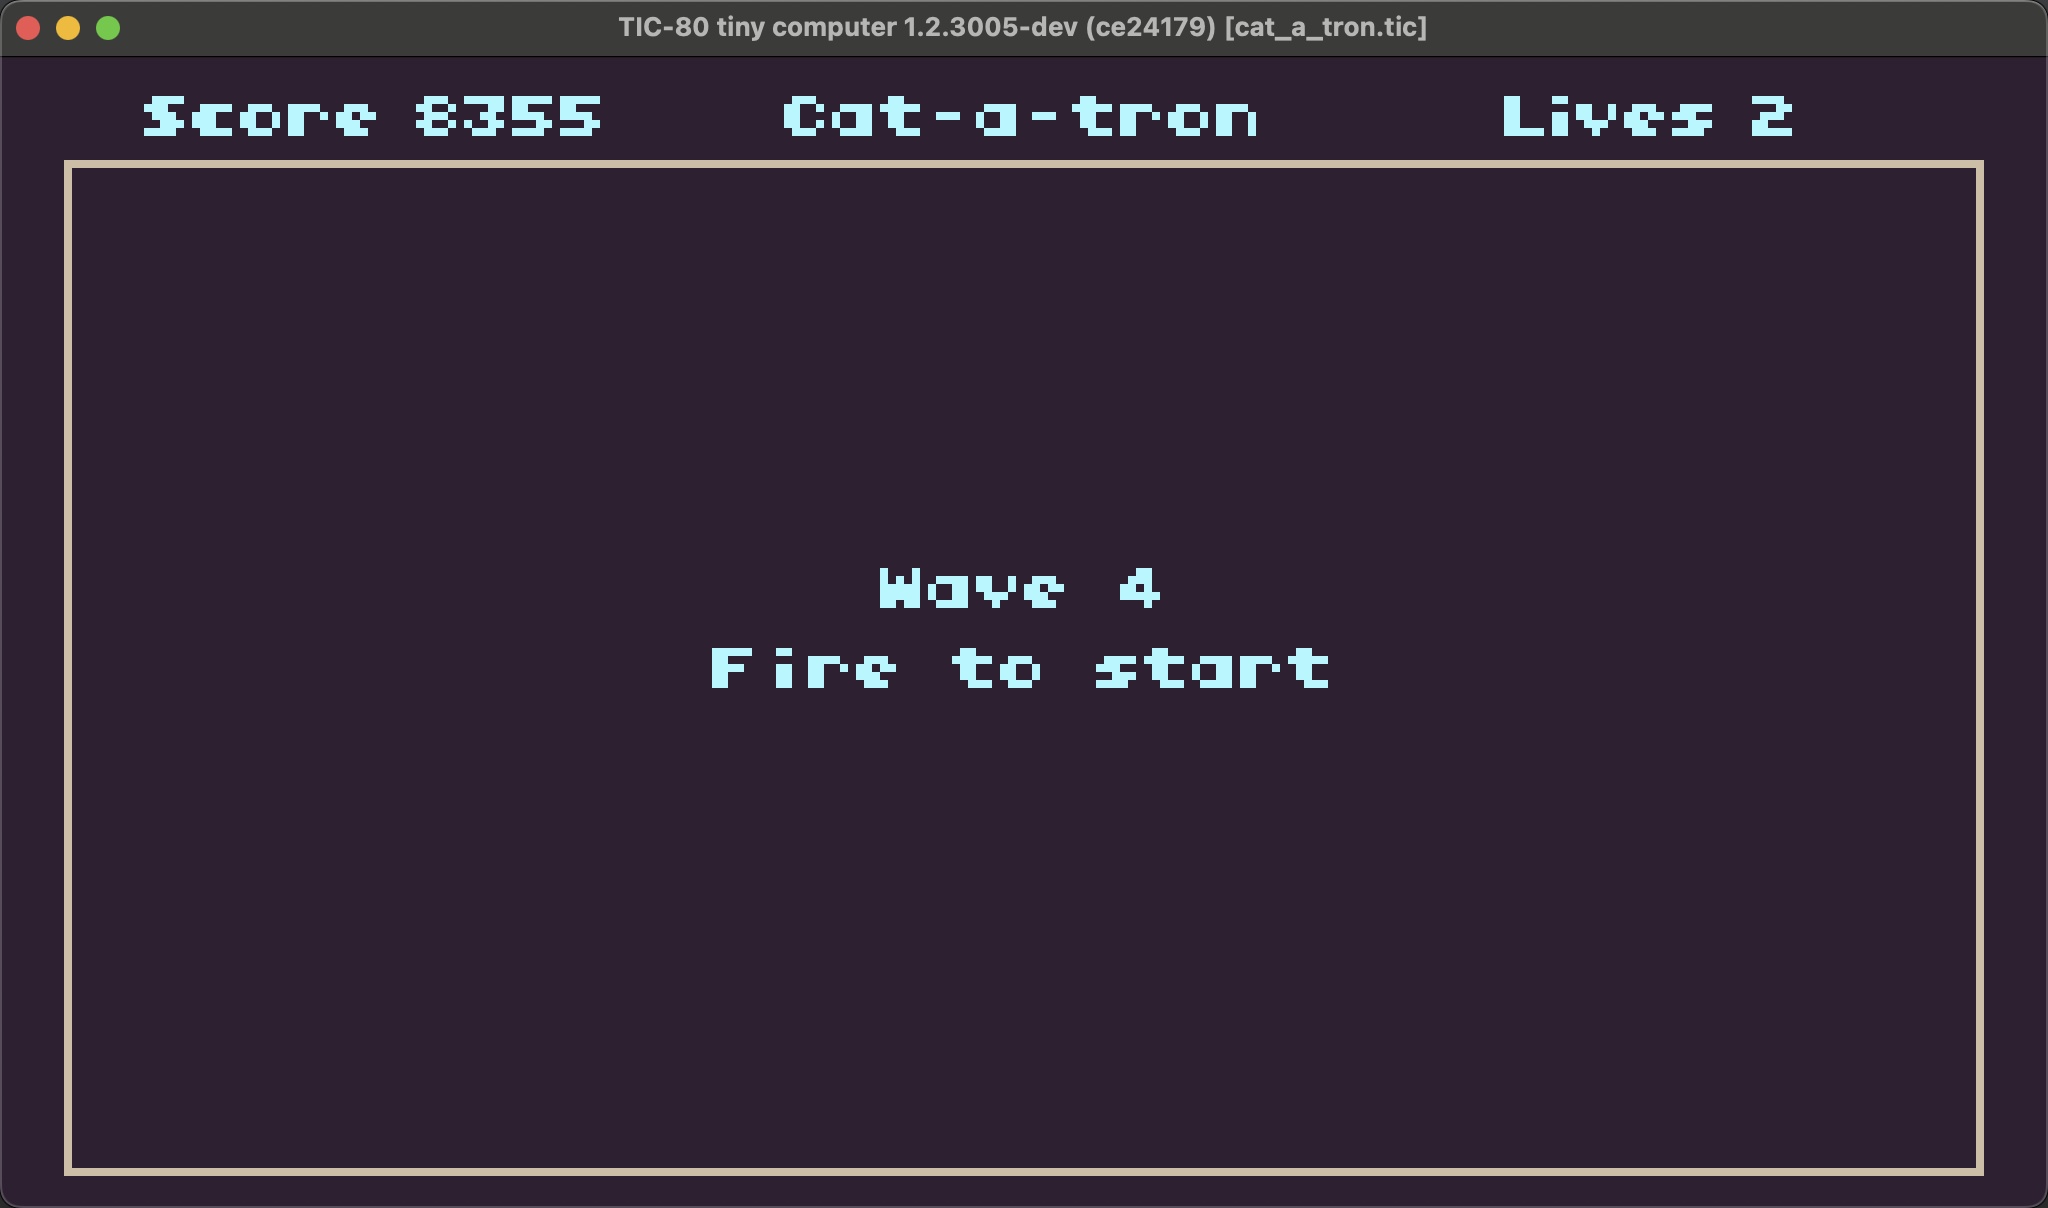 TIC-80 tiny computer 1.2.3005-dev (ce24179) [cat_a_tron.tic]
Score 8355 Cat-a-tron Lives 2
Wave 4
Fire to start